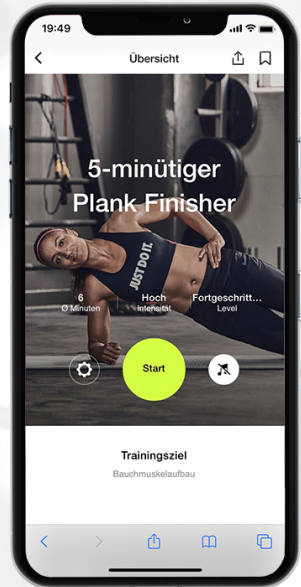 19:49
Übersicht
5-minütiger
Plank Finisher
JUST DO IT.
6
Ø Minuten
Hoch
Intensität
Fortgeschritt...
Level
Start
Trainingsziel
Bauchmuskelaufbau